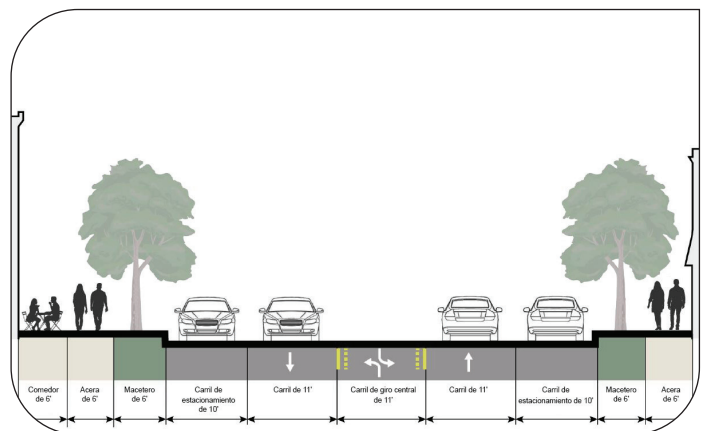 Comedor
de 6'
Acera
de 6'
Macetero
de 6'
Carril de
estacionamiento
de 10'
Carril de 11'
Carril de giro central
de 11'
Carril de 11'
Carril de
estacionamiento de 10'
Macetero
de 6'
Acera
de 6'